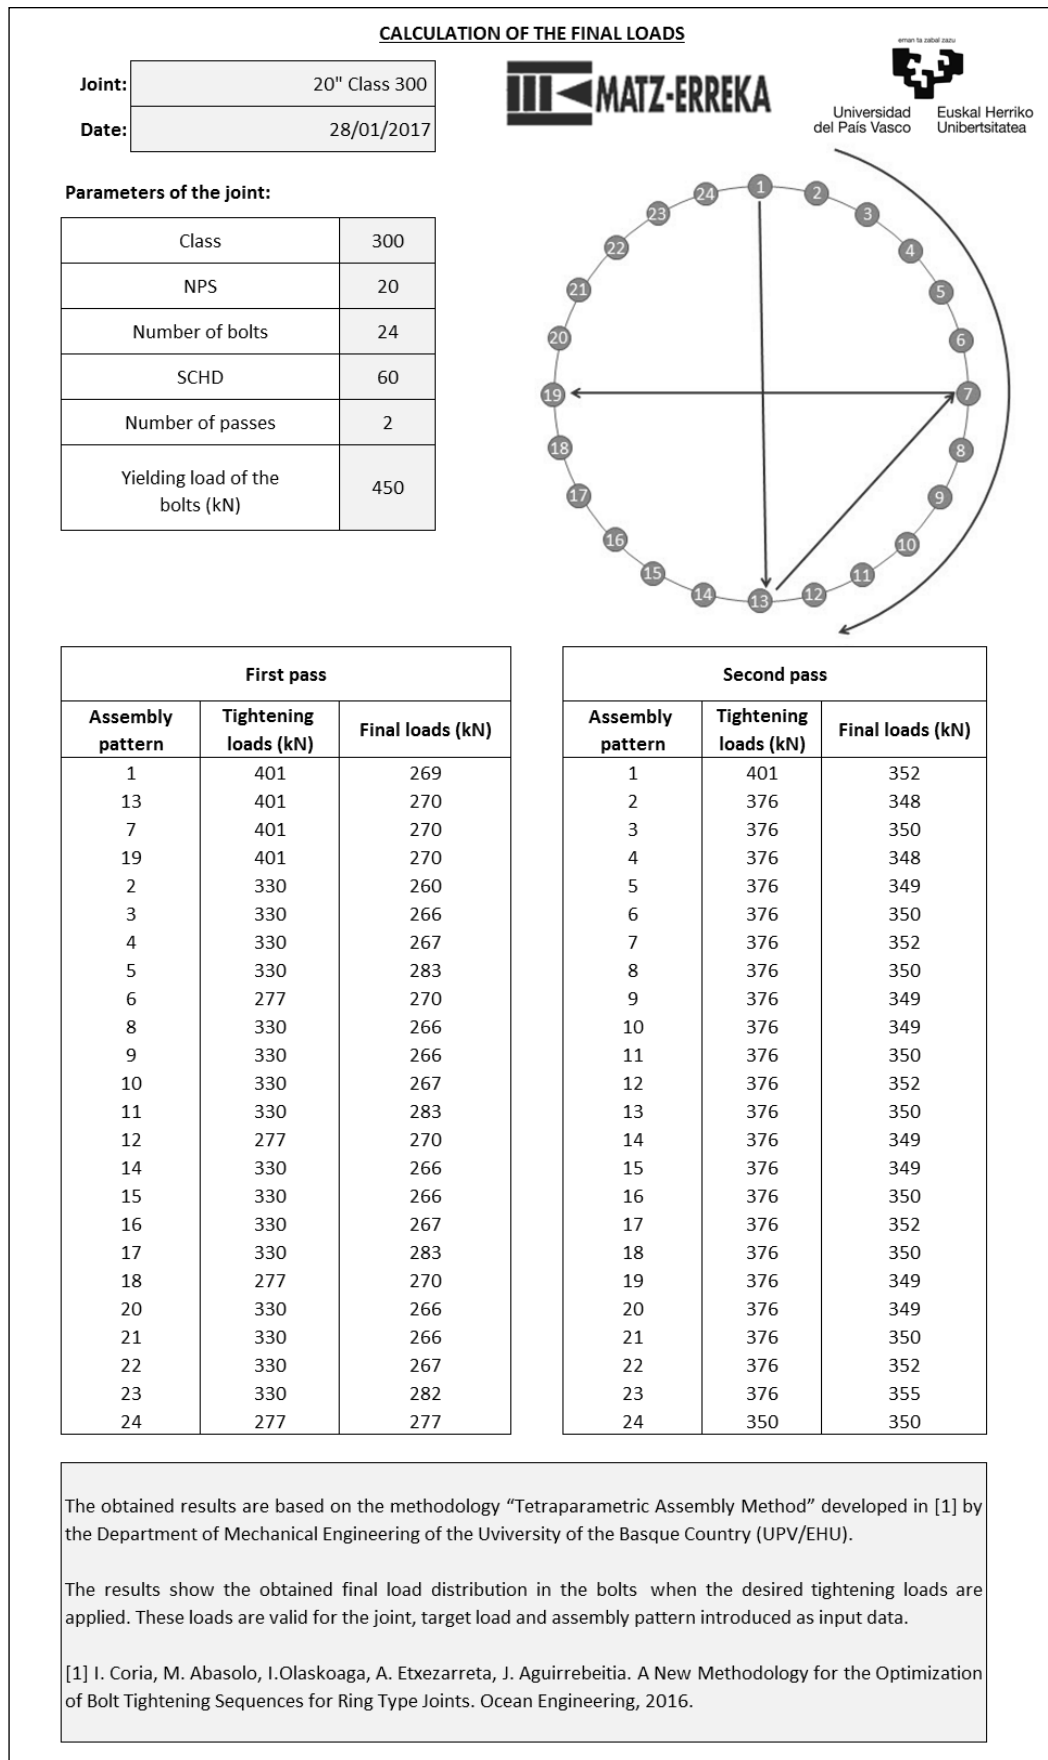 CALCULATION OF THE FINAL LOADS
Joint: 20" Class 300
Date: 28/01/2017
MATZ-ERREKA
eman ta zabal zazu
Universidad del País Vasco
Euskal Herriko Unibertsitatea
Parameters of the joint:
Class 300
NPS 20
Number of bolts 24
SCHD 60
Number of passes 2
Yielding load of the
bolts (kN) 450
1
2
3
4
5
6
7
8
9
10
11
12
13
14
15
16
17
18
19
20
21
22
23
24
First pass
Assembly pattern Tightening loads (kN) Final loads (kN)
1 401 269
13 401 270
7 401 270
19 401 270
2 330 260
3 330 266
4 330 267
5 330 283
6 277 270
8 330 266
9 330 266
10 330 267
11 330 283
12 277 270
14 330 266
15 330 266
16 330 267
17 330 283
18 277 270
20 330 266
21 330 266
22 330 267
23 330 282
24 277 277
Second pass
Assembly pattern Tightening loads (kN) Final loads (kN)
1 401 352
2 376 348
3 376 350
4 376 348
5 376 349
6 376 350
7 376 352
8 376 350
9 376 349
10 376 349
11 376 350
12 376 352
13 376 350
14 376 349
15 376 349
16 376 350
17 376 352
18 376 350
19 376 349
20 376 349
21 376 350
22 376 352
23 376 355
24 350 350
The obtained results are based on the methodology “Tetraparametric Assembly Method” developed in [1] by
the Department of Mechanical Engineering of the Uviversity of the Basque Country (UPV/EHU).
The results show the obtained final load distribution in the bolts when the desired tightening loads are
applied. These loads are valid for the joint, target load and assembly pattern introduced as input data.
[1] I. Coria, M. Abasolo, I.Olaskoaga, A. Etxezarreta, J. Aguirrebeitia. A New Methodology for the Optimization
of Bolt Tightening Sequences for Ring Type Joints. Ocean Engineering, 2016.